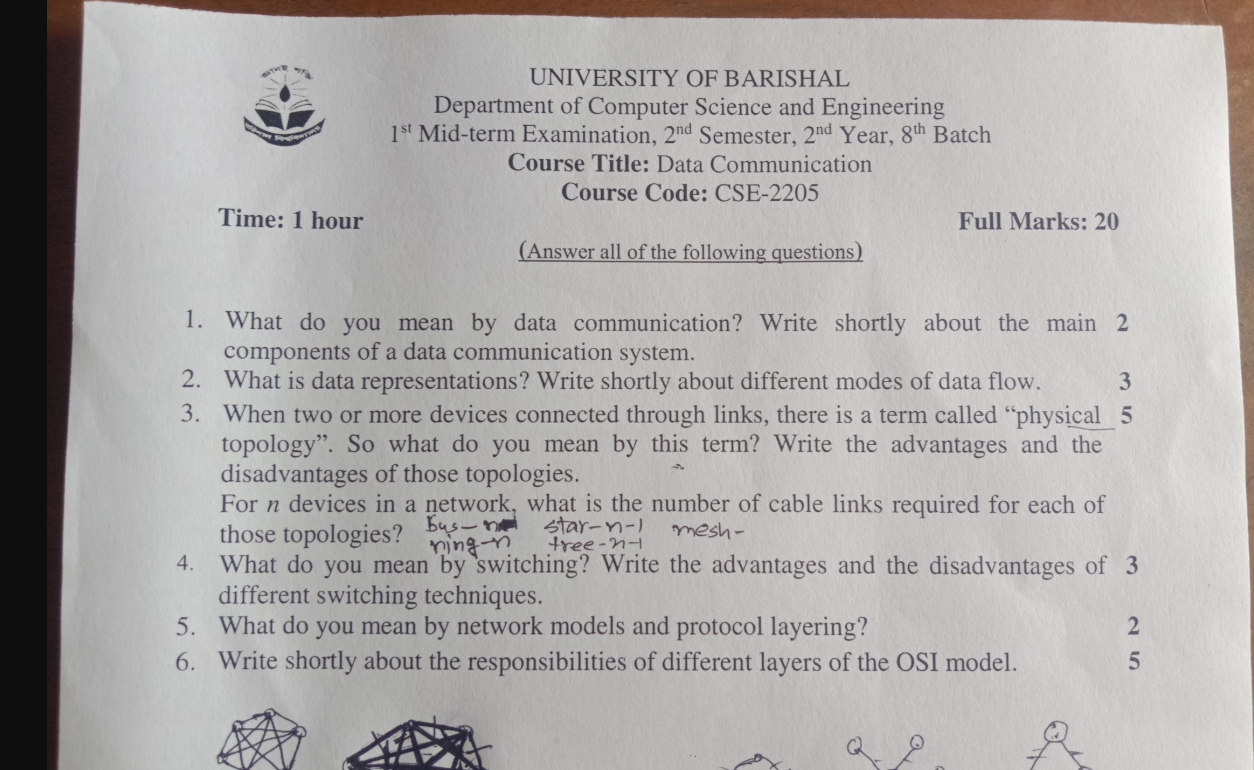 UNIVERSITY OF BARISHAL
Department of Computer Science and Engineering
1st Mid-term Examination, 2nd Semester, 2nd Year, 8th Batch
Course Title: Data Communication
Course Code: CSE-2205
Time: 1 hour Full Marks: 20
(Answer all of the following questions)
1. What do you mean by data communication? Write shortly about the main 2
components of a data communication system.
2. What is data representations? Write shortly about different modes of data flow. 3
3. When two or more devices connected through links, there is a term called “physical 5
topology”. So what do you mean by this term? Write the advantages and the
disadvantages of those topologies.
For n devices in a network, what is the number of cable links required for each of
those topologies? bus-n star-n-1 mesh-
ring-n tree-n-1
4. What do you mean by switching? Write the advantages and the disadvantages of 3
different switching techniques.
5. What do you mean by network models and protocol layering? 2
6. Write shortly about the responsibilities of different layers of the OSI model. 5